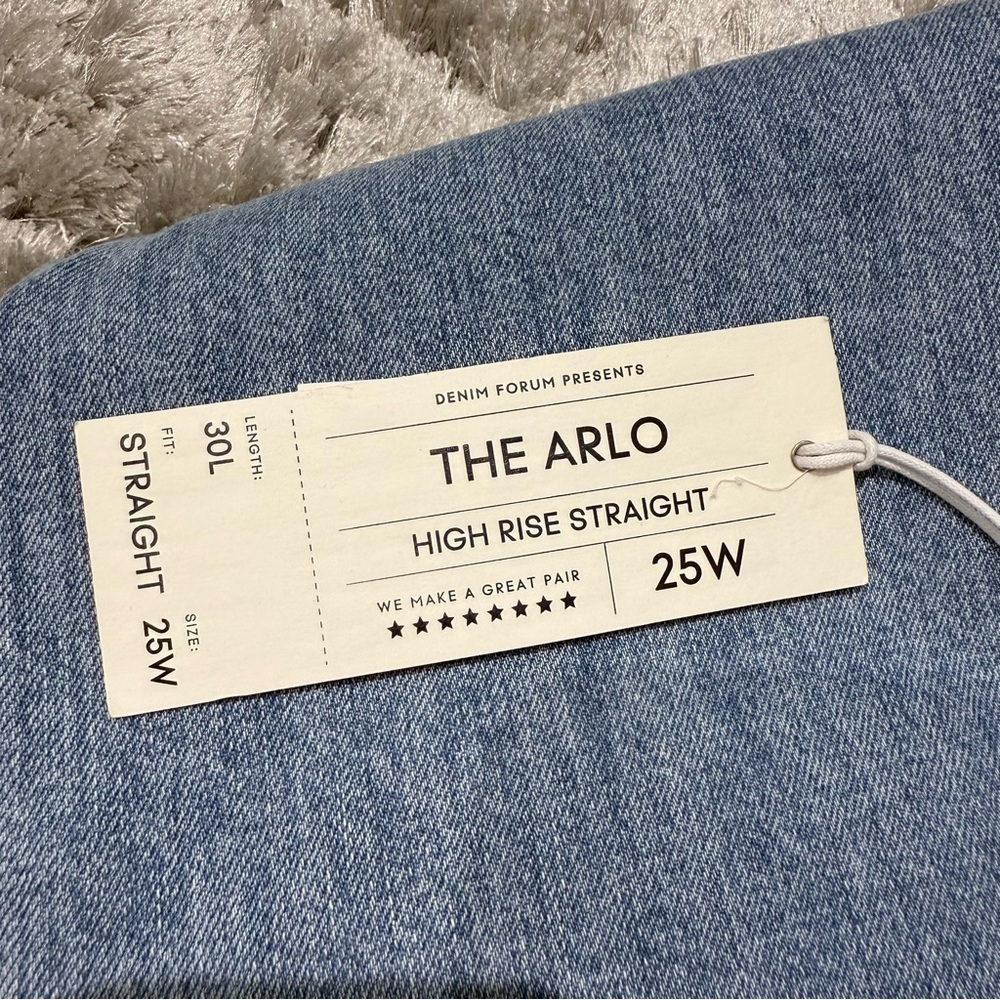 DENIM FORUM PRESENTS
THE ARLO
HIGH RISE STRAIGHT
WE MAKE A GREAT PAIR
★★★★★★★★
25W
LENGTH:
30L
FIT:
STRAIGHT
SIZE:
25W